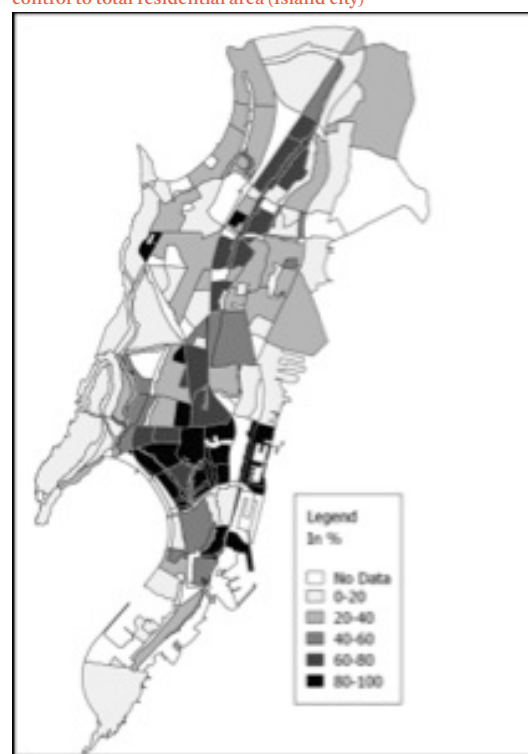 control to total residential area (Island city)
Legend
In %
No Data
0-20
20-40
40-60
60-80
80-100